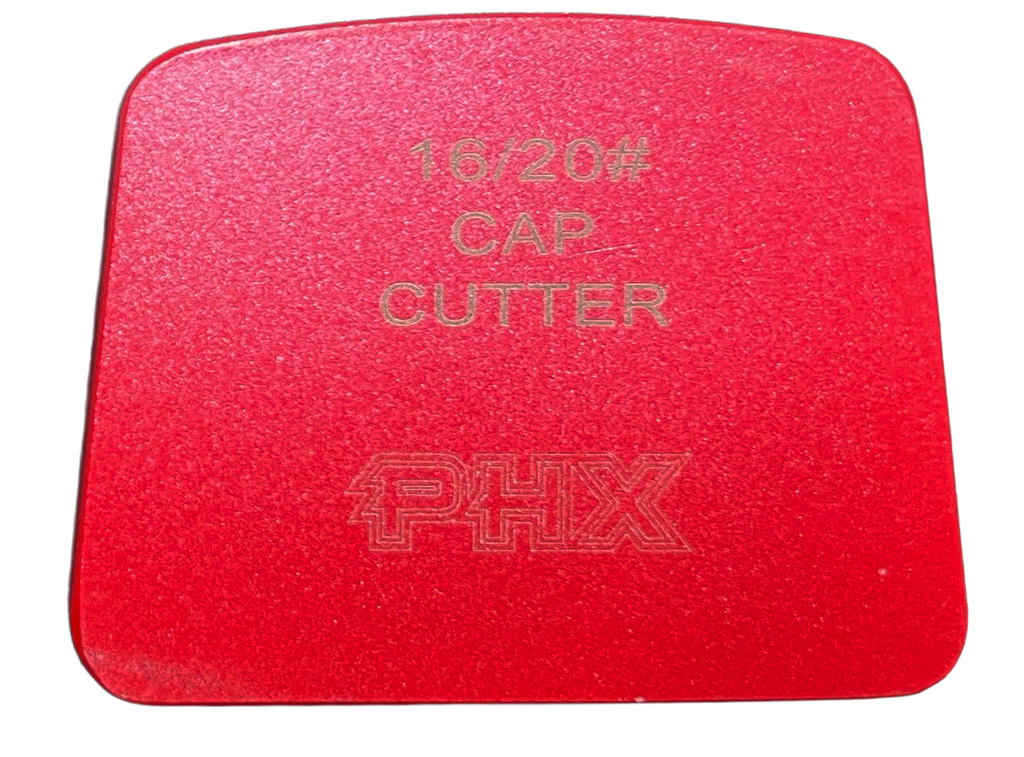 16/20#
CAP
CUTTER
PHX